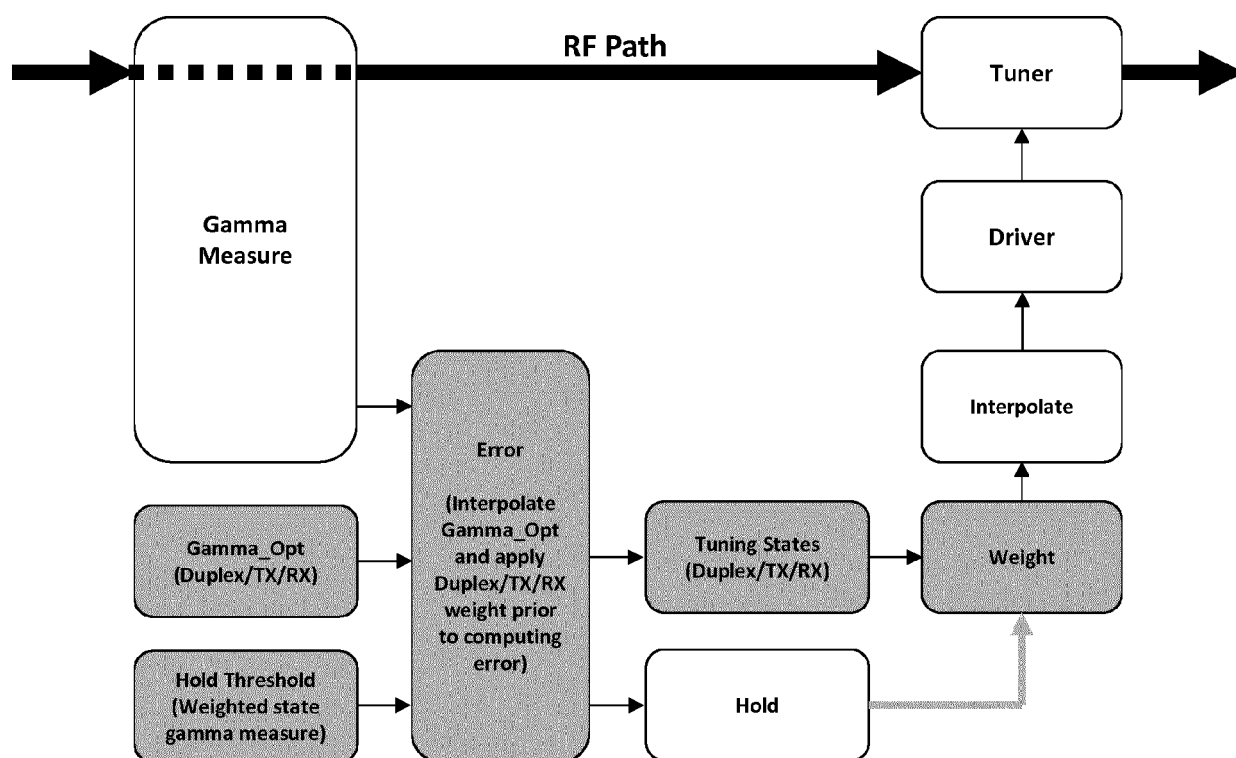 RF Path
Tuner
Gamma
Measure
Driver
Interpolate
Error
(Interpolate
Gamma_Opt
and apply
Duplex/TX/RX
weight prior
to computing
error)
Gamma_Opt
(Duplex/TX/RX)
Tuning States
(Duplex/TX/RX)
Weight
Hold Threshold
(Weighted state
gamma measure)
Hold